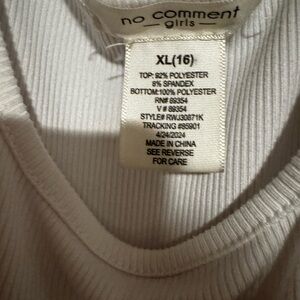 no comment
girls
XL(16)
TOP: 92% POLYESTER
8% SPANDEX
BOTTOM:100% POLYESTER
RN# 89354
V # 89354
STYLE# RWJ30871K
TRACKING #85901
4/24/2024
MADE IN CHINA
SEE REVERSE
FOR CARE